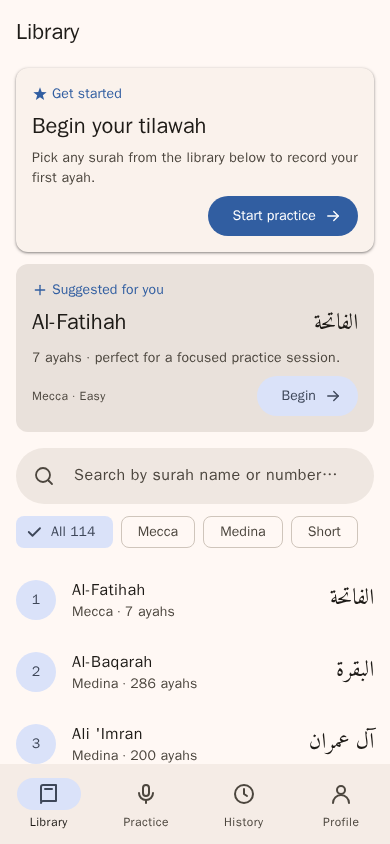 Library
Get started
Begin your tilawah
Pick any surah from the library below to record your
first ayah.
Start practice
Suggested for you
Al-Fatihah الفاتحة
7 ayahs · perfect for a focused practice session.
Mecca · Easy
Begin
Search by surah name or number···
All 114
Mecca
Medina
Short
1
Al-Fatihah
الفاتحة
Mecca · 7 ayahs
2
Al-Baqarah
البقرة
Medina · 286 ayahs
3
Ali 'Imran
آل عمران
Medina · 200 ayahs
Library
Practice
History
Profile